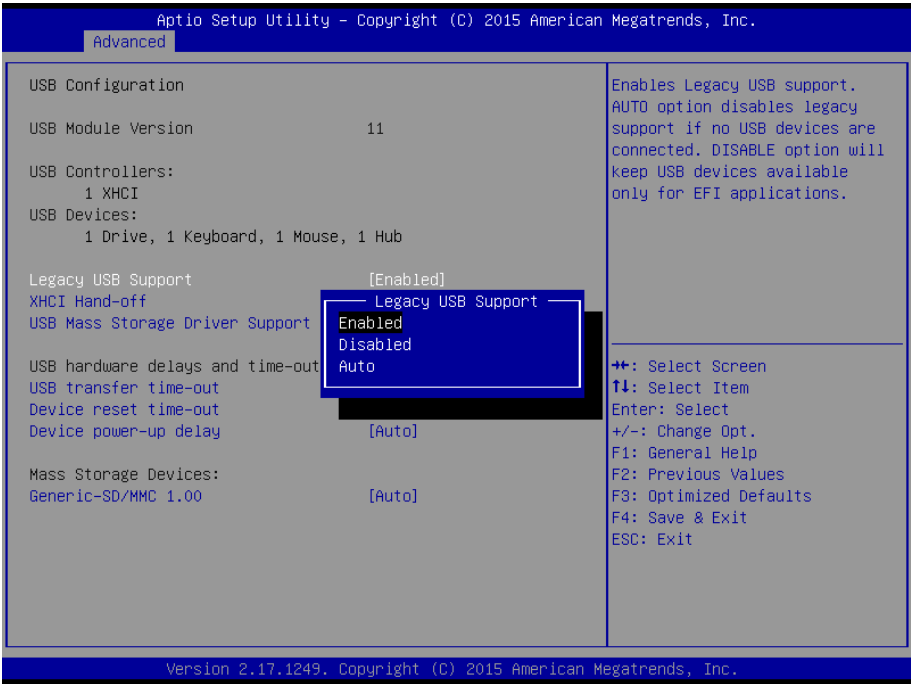 Aptio Setup Utility – Copyright (C) 2015 American Megatrends, Inc.
Advanced
USB Configuration
USB Module Version 11
USB Controllers:
1 XHCI
USB Devices:
1 Drive, 1 Keyboard, 1 Mouse, 1 Hub
Legacy USB Support [Enabled]
XHCI Hand-off
USB Mass Storage Driver Support
USB hardware delays and time-out
USB transfer time-out
Device reset time-out
Device power-up delay [Auto]
Mass Storage Devices:
Generic-SD/MMC 1.00 [Auto]
Legacy USB Support
Enabled
Disabled
Auto
Enables Legacy USB support.
AUTO option disables legacy
support if no USB devices are
connected. DISABLE option will
keep USB devices available
only for EFI applications.
→←: Select Screen
↑↓: Select Item
Enter: Select
+/-: Change Opt.
F1: General Help
F2: Previous Values
F3: Optimized Defaults
F4: Save & Exit
ESC: Exit
Version 2.17.1249. Copyright (C) 2015 American Megatrends, Inc.